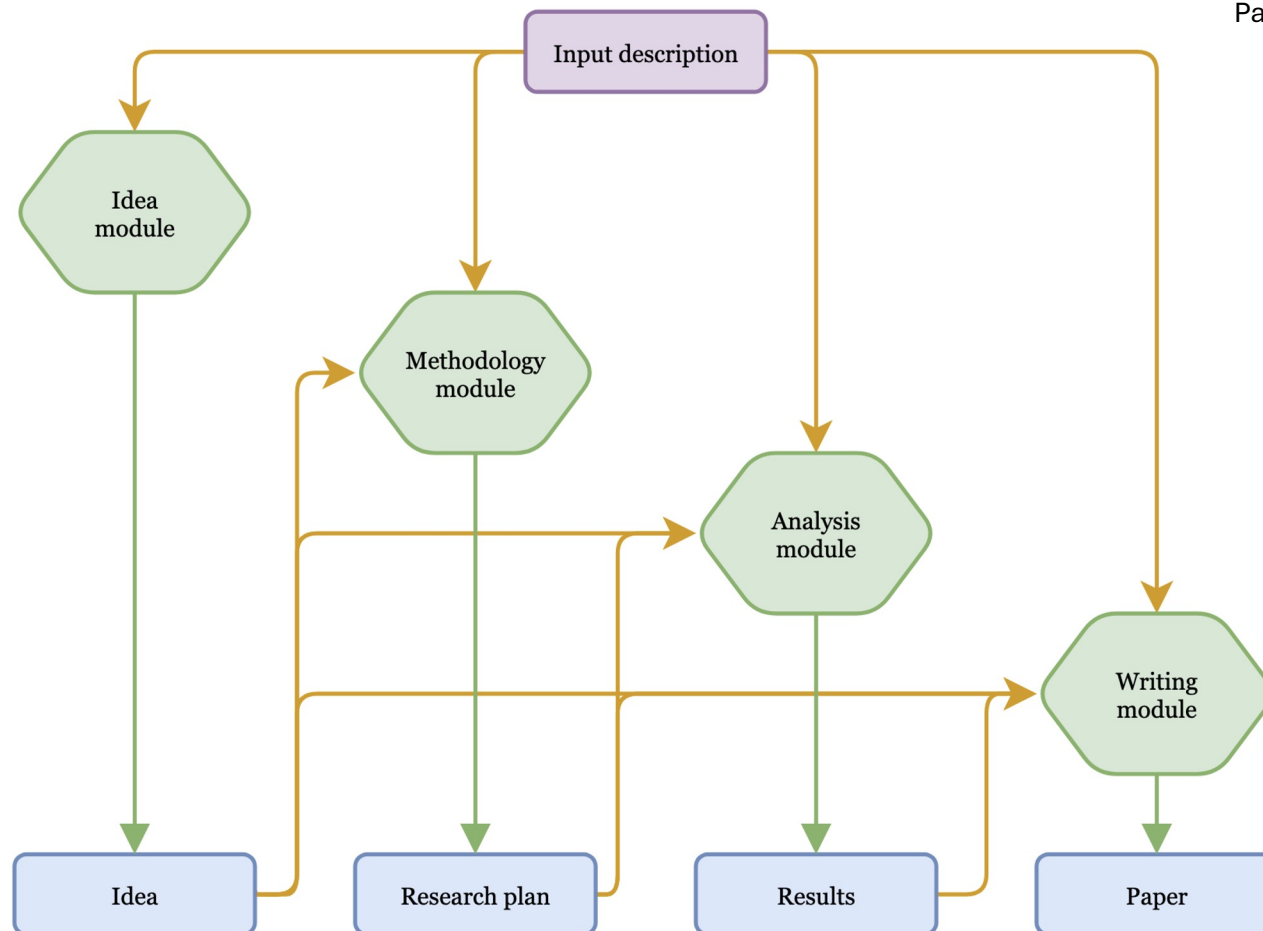 Pa
Input description
Idea
module
Methodology
module
Analysis
module
Writing
module
Idea
Research plan
Results
Paper